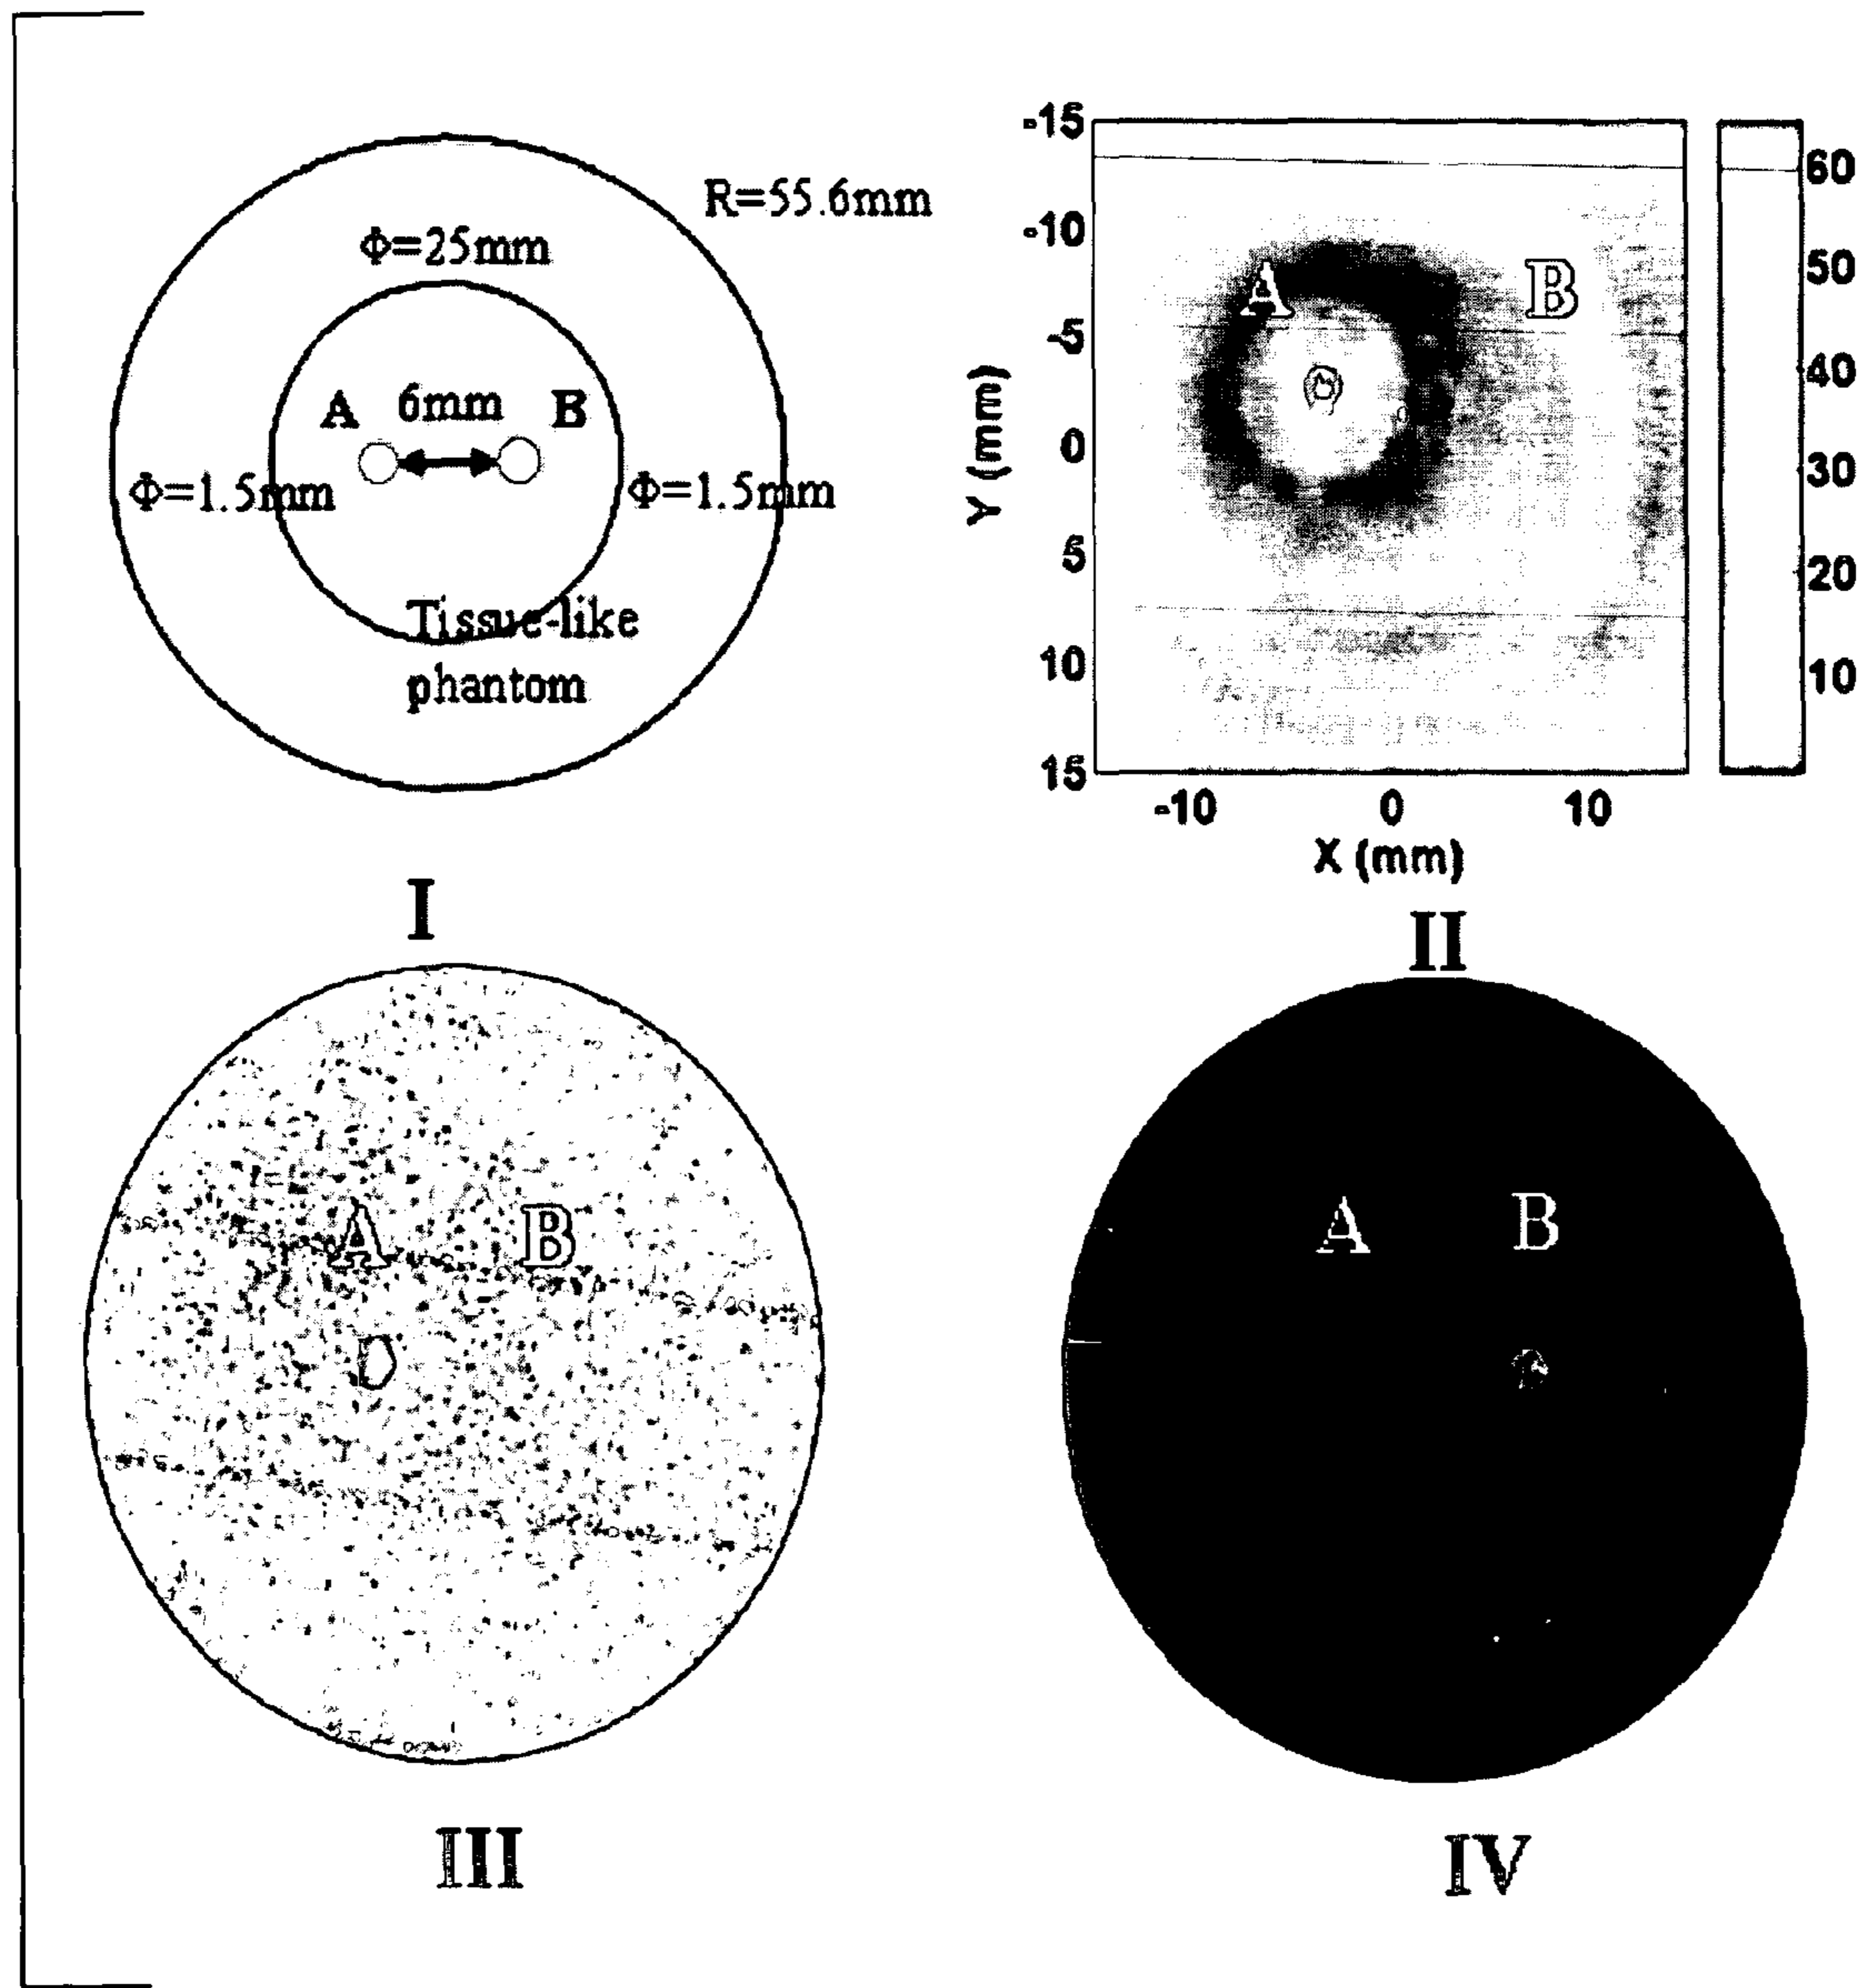 R=55.6mm
Φ=25mm
A 6mm B
Φ=1.5mm Φ=1.5mm
Tissue-like
phantom
I
-15
-10
-5
0
5
10
15
Y (mm)
A B
-10 0 10
X (mm)
60
50
40
30
20
10
II
A B
III
A B
IV